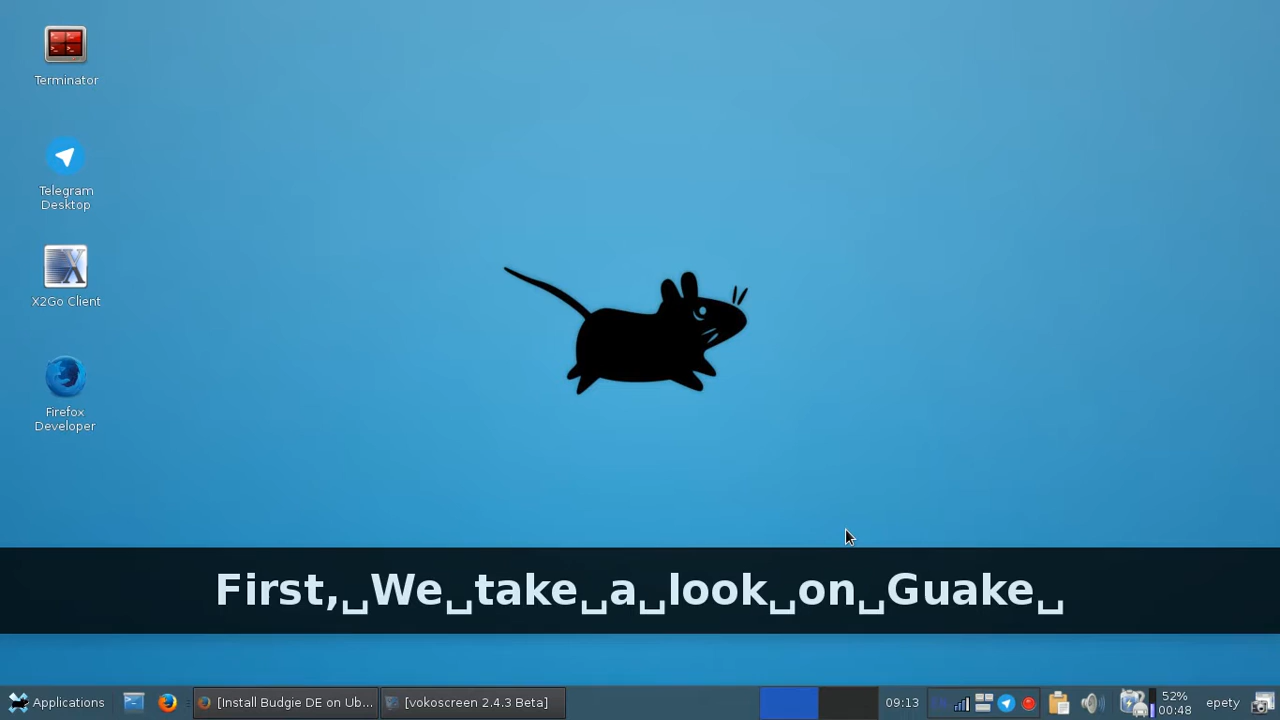 Terminator
Telegram
Desktop
X2Go Client
Firefox
Developer
First,␣We␣take␣a␣look␣on␣Guake␣
Applications
[Install Budgie DE on Ub...
[vokoscreen 2.4.3 Beta]
09:13
52%
00:48
epety